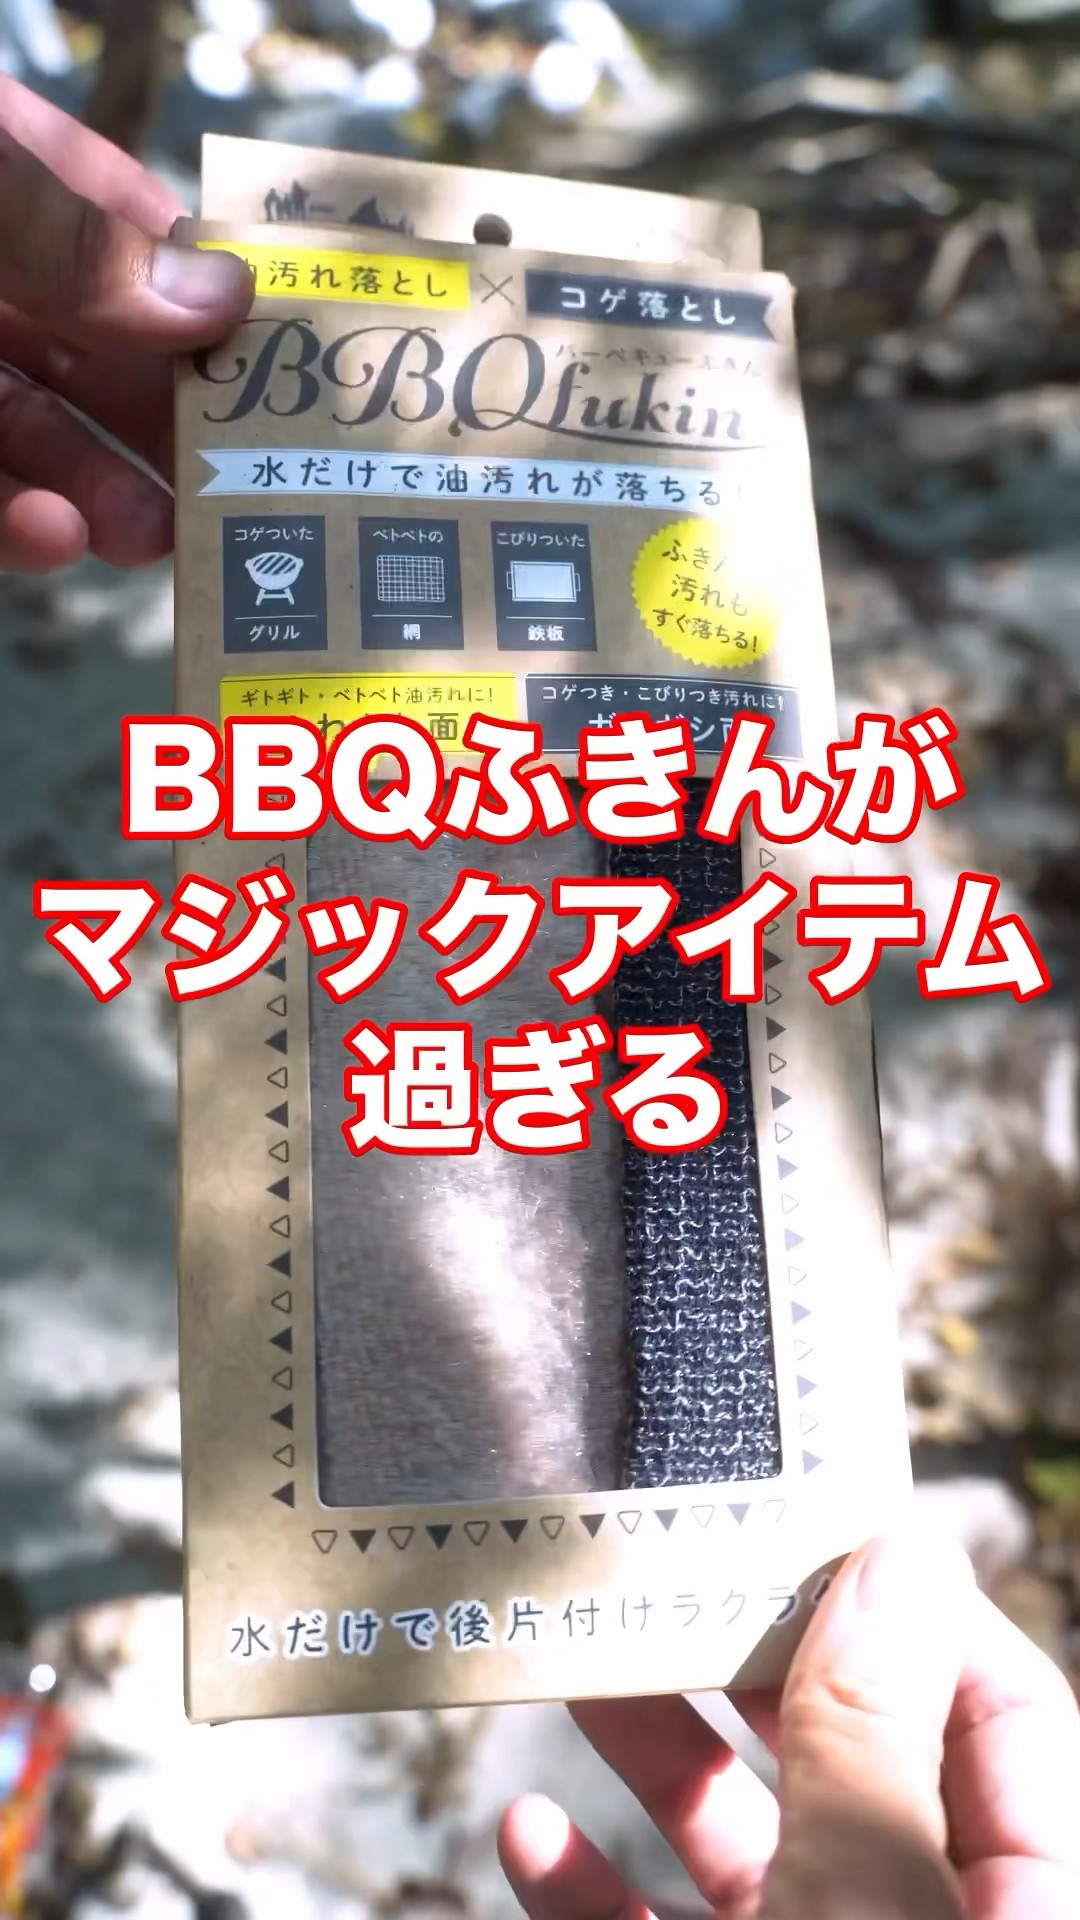 油汚れ落とし × コゲ落とし
バーベキューふきん
BBQfukin
水だけで油汚れが落ちる!
コゲついた
グリル
ベトベトの
網
こびりついた
鉄板
汚れも
すぐ落ちる!
ギトギト・ベトベト油汚れに!
コゲつき・こびりつき汚れに!
BBQふきんが
マジックアイテム
過ぎる
水だけで後片付けラクラク